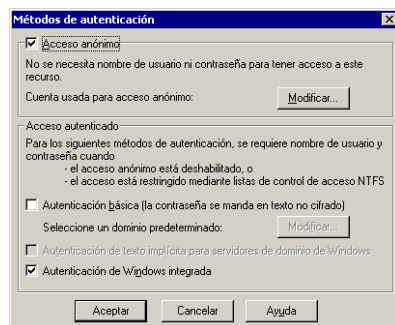 Métodos de autenticación
Acceso anónimo
No se necesita nombre de usuario ni contraseña para tener acceso a este
recurso.
Cuenta usada para acceso anónimo:
Modificar...
Acceso autenticado
Para los siguientes métodos de autenticación, se requiere nombre de usuario y
contraseña cuando
- el acceso anónimo está deshabilitado, o
- el acceso está restringido mediante listas de control de acceso NTFS
Autenticación básica (la contraseña se manda en texto no cifrado)
Seleccione un dominio predeterminado:
Modificar...
Autenticación de texto implícita para servidores de dominio de Windows
Autenticación de Windows integrada
Aceptar
Cancelar
Ayuda